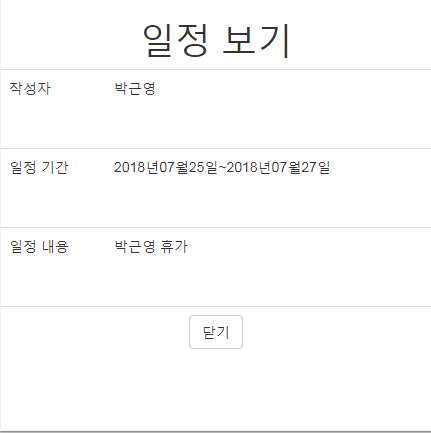 일정 보기
작성자 박근영
일정 기간 2018년07월25일~2018년07월27일
일정 내용 박근영 휴가
닫기